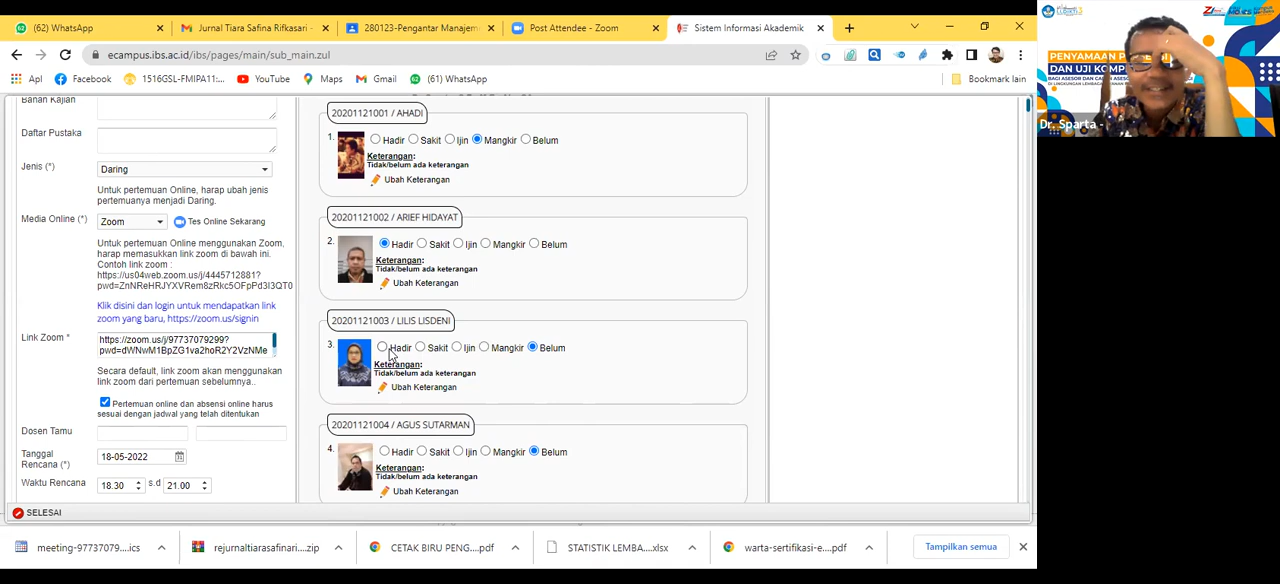 (62) WhatsApp
Jurnal Tiara Safina Rifkasari -
280123-Pengantar Manajemen
Post Attendee - Zoom
Sistem Informasi Akademik
ecampus.ibs.ac.id/ibs/pages/main/sub_main.zul
Apl
Facebook
1516GSL-FMIPA11:...
YouTube
Maps
Gmail
(61) WhatsApp
Bookmark lain
Bahan Kajian
Daftar Pustaka
Jenis (*)
Daring
Untuk pertemuan Online, harap ubah jenis
pertemuanya menjadi Daring.
Media Online (*)
Zoom
Tes Online Sekarang
Untuk pertemuan Online menggunakan Zoom,
harap memasukkan link zoom di bawah ini.
Contoh link zoom :
https://us04web.zoom.us/j/4445712881?
pwd=ZnNReHRJYXVRem8zRkc5OFpPd3I3QT0
Klik disini dan login untuk mendapatkan link
zoom yang baru, https://zoom.us/signin
Link Zoom *
https://zoom.us/j/97737079299?
pwd=dWNwM1BpZG1va2hoR2Y2VzNMe
Secara default, link zoom akan menggunakan
link zoom dari pertemuan sebelumnya..
Pertemuan online dan absensi online harus
sesuai dengan jadwal yang telah ditentukan
Dosen Tamu
Tanggal
Rencana (*)
18-05-2022
Waktu Rencana
18.30
s.d
21.00
20201121001 / AHADI
1.
Hadir Sakit Ijin Mangkir Belum
Keterangan:
Tidak/belum ada keterangan
Ubah Keterangan
20201121002 / ARIEF HIDAYAT
2.
Hadir Sakit Ijin Mangkir Belum
Keterangan:
Tidak/belum ada keterangan
Ubah Keterangan
20201121003 / LILIS LISDENI
3.
Hadir Sakit Ijin Mangkir Belum
Keterangan:
Tidak/belum ada keterangan
Ubah Keterangan
20201121004 / AGUS SUTARMAN
4.
Hadir Sakit Ijin Mangkir Belum
Keterangan:
Tidak/belum ada keterangan
Ubah Keterangan
SELESAI
meeting-97737079...ics
rejurnaltiarasafinari....zip
CETAK BIRU PENG....pdf
STATISTIK LEMBA....xlsx
warta-sertifikasi-e....pdf
Tampilkan semua
PENYAMAAN
DAN UJI KOMP
Dr. Sparta -